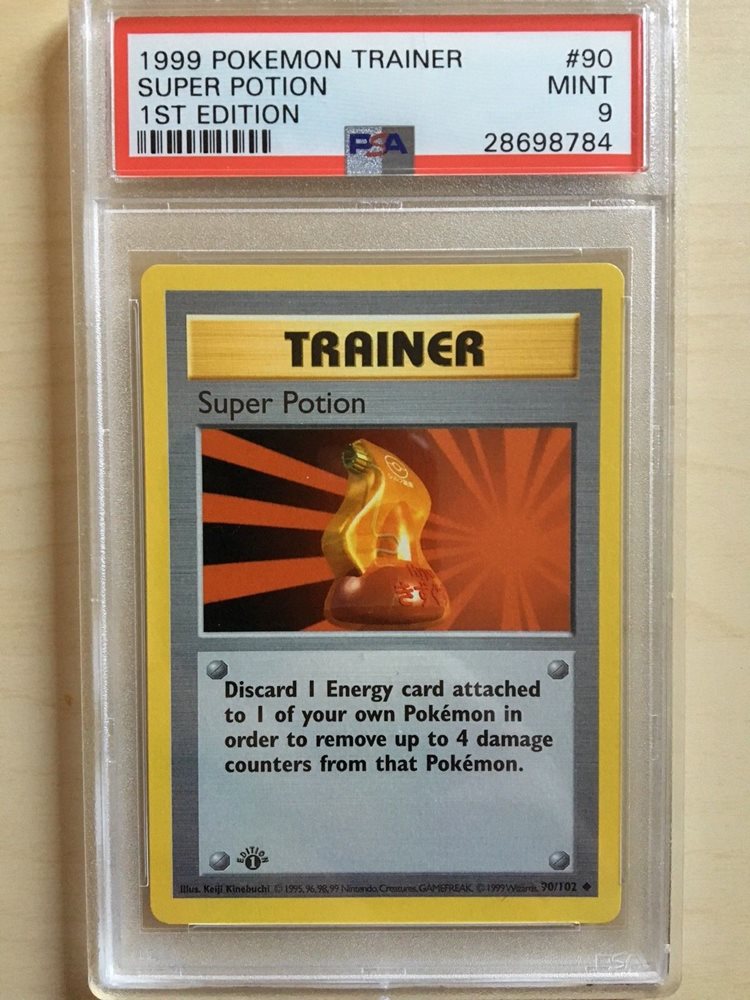 1999 POKEMON TRAINER #90
SUPER POTION MINT
1ST EDITION 9
PSA 28698784
TRAINER
Super Potion
Discard 1 Energy card attached
to 1 of your own Pokémon in
order to remove up to 4 damage
counters from that Pokémon.
EDITION 1
Illus. Keiji Kinebuchi © 1995, 96, 98, 99 Nintendo, Creatures, GAMEFREAK. © 1999 Wizards. 90/102